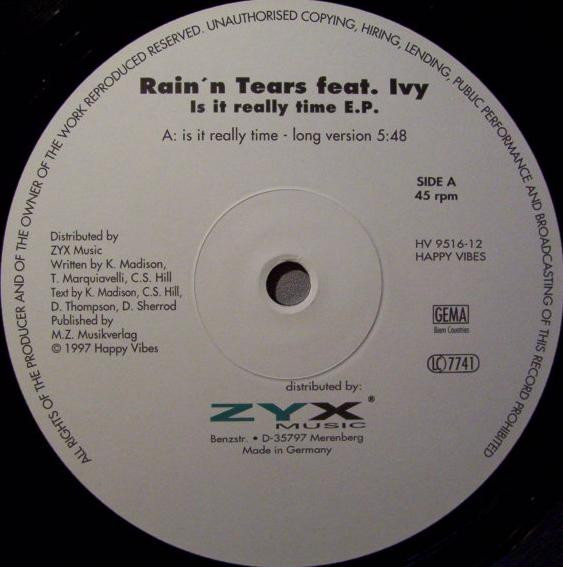 ALL RIGHTS OF THE PRODUCER AND OF THE OWNER OF THE WORK REPRODUCED RESERVED. UNAUTHORISED COPYING, HIRING, LENDING, PUBLIC PERFORMANCE AND BROADCASTING OF THIS RECORD PROHIBITED
Rain´n Tears feat. Ivy
Is it really time E.P.
A: is it really time - long version 5:48
SIDE A
45 rpm
Distributed by
ZYX Music
Written by K. Madison,
T. Marquiavelli, C.S. Hill
Text by K. Madison, C.S. Hill,
D. Thompson, D. Sherrod
Published by
M.Z. Musikverlag
© 1997 Happy Vibes
HV 9516-12
HAPPY VIBES
GEMA
Biem Countries
LC 7741
distributed by:
ZYX®
MUSIC
Benzstr. • D-35797 Merenberg
Made in Germany